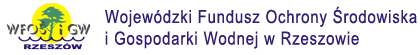 WFOŚiGW
RZESZÓW
Wojewódzki Fundusz Ochrony Środowiska
i Gospodarki Wodnej w Rzeszowie